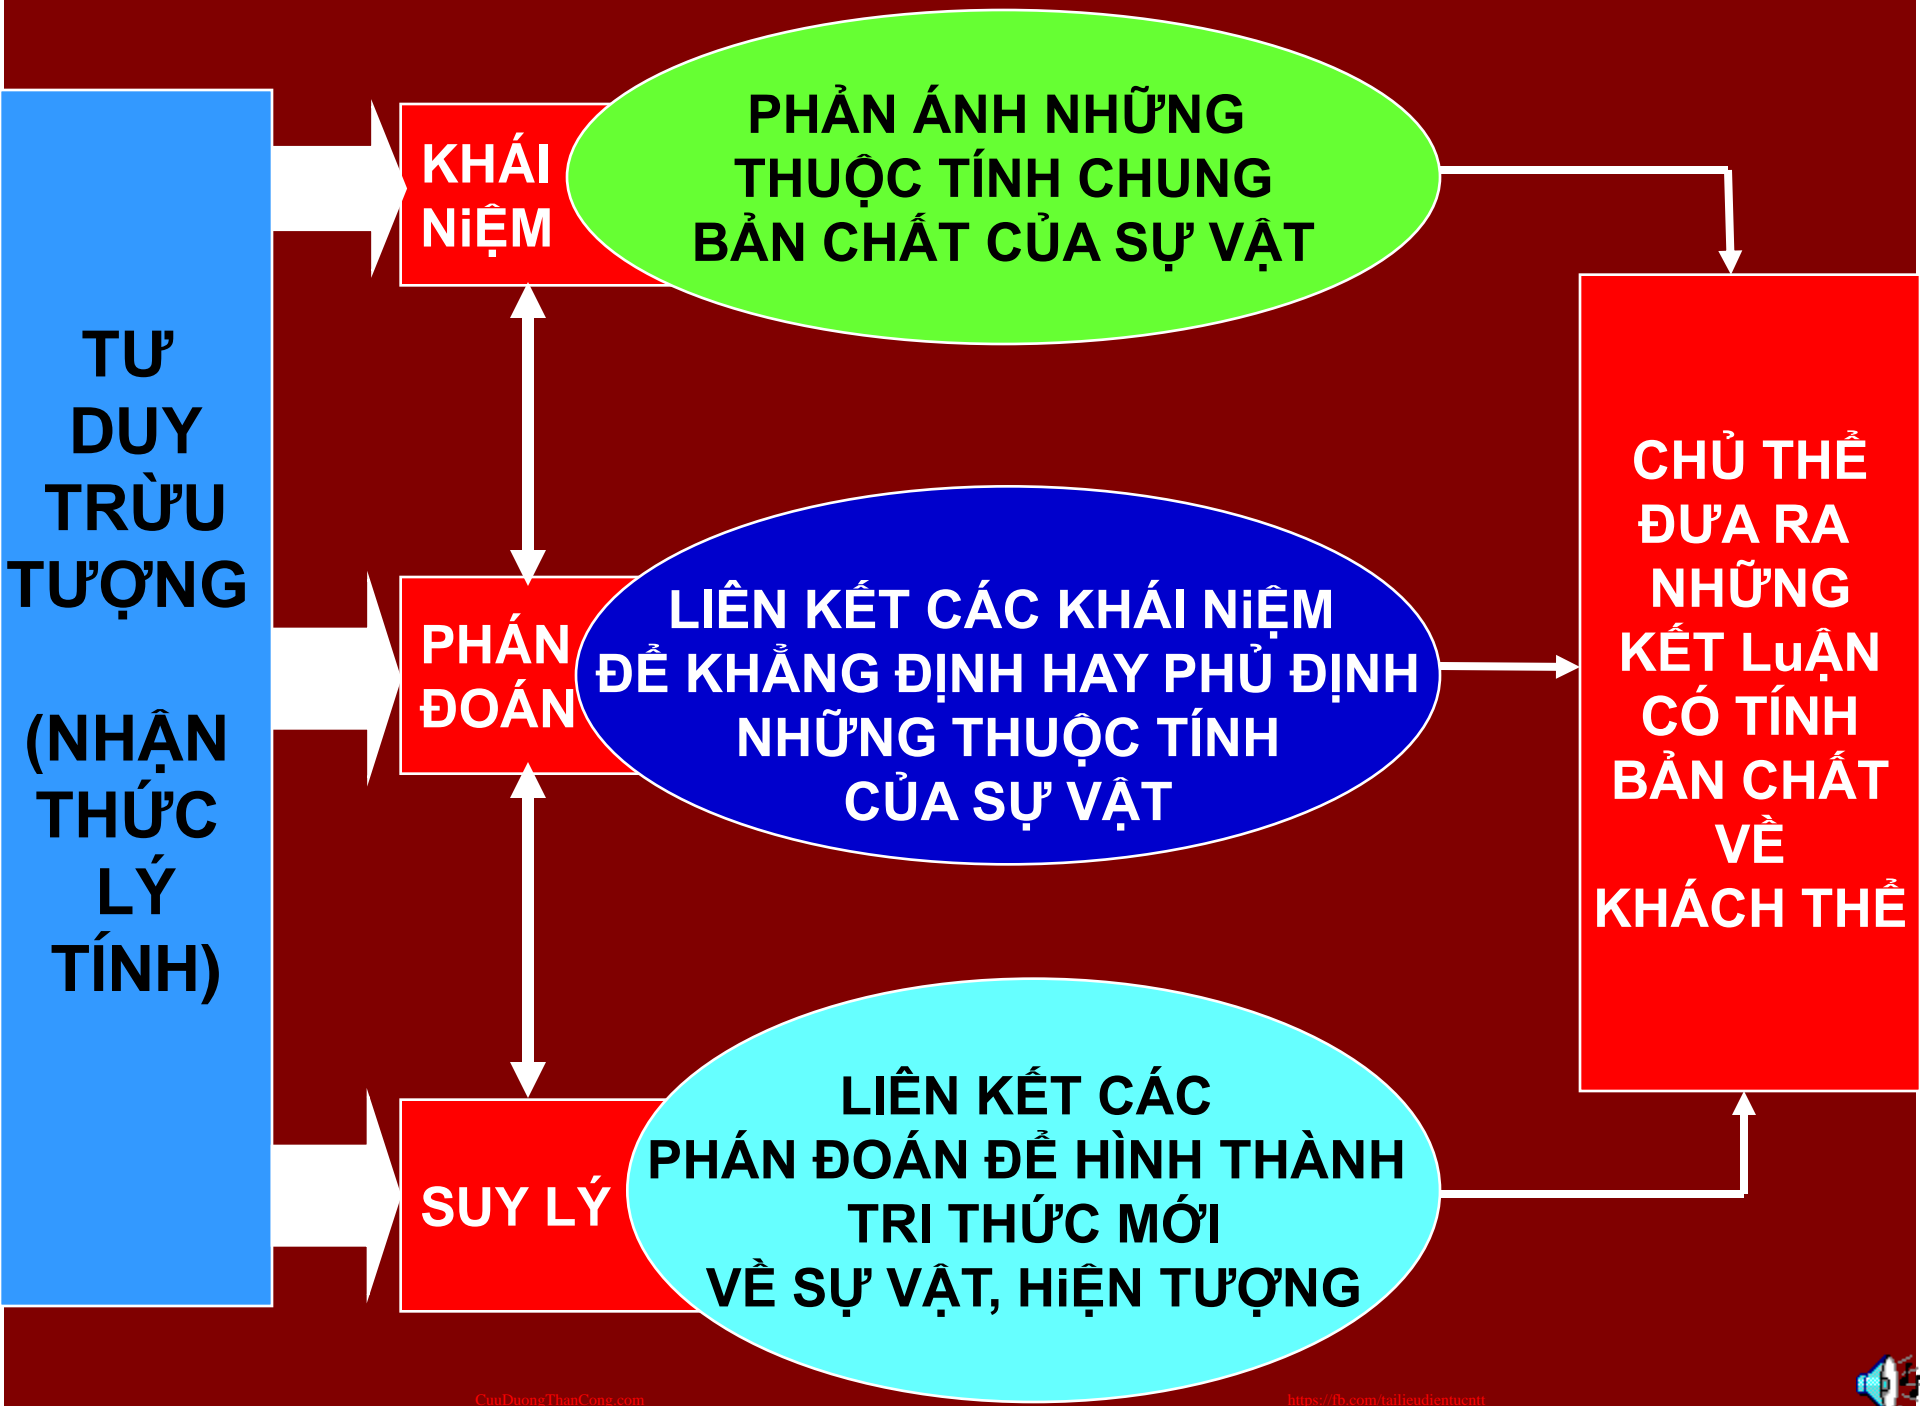 TƯ
DUY
TRỪU
TƯỢNG
(NHẬN
THỨC
LÝ
TÍNH)
KHÁI
NiỆM
PHẢN ÁNH NHỮNG
THUỘC TÍNH CHUNG
BẢN CHẤT CỦA SỰ VẬT
PHÁN
ĐOÁN
LIÊN KẾT CÁC KHÁI NiỆM
ĐỂ KHẲNG ĐỊNH HAY PHỦ ĐỊNH
NHỮNG THUỘC TÍNH
CỦA SỰ VẬT
SUY LÝ
LIÊN KẾT CÁC
PHÁN ĐOÁN ĐỂ HÌNH THÀNH
TRI THỨC MỚI
VỀ SỰ VẬT, HiỆN TƯỢNG
CHỦ THỂ
ĐƯA RA
NHỮNG
KẾT LuẬN
CÓ TÍNH
BẢN CHẤT
VỀ
KHÁCH THỂ
CuuDuongThanCong.com
https://fb.com/tailieudientucntt